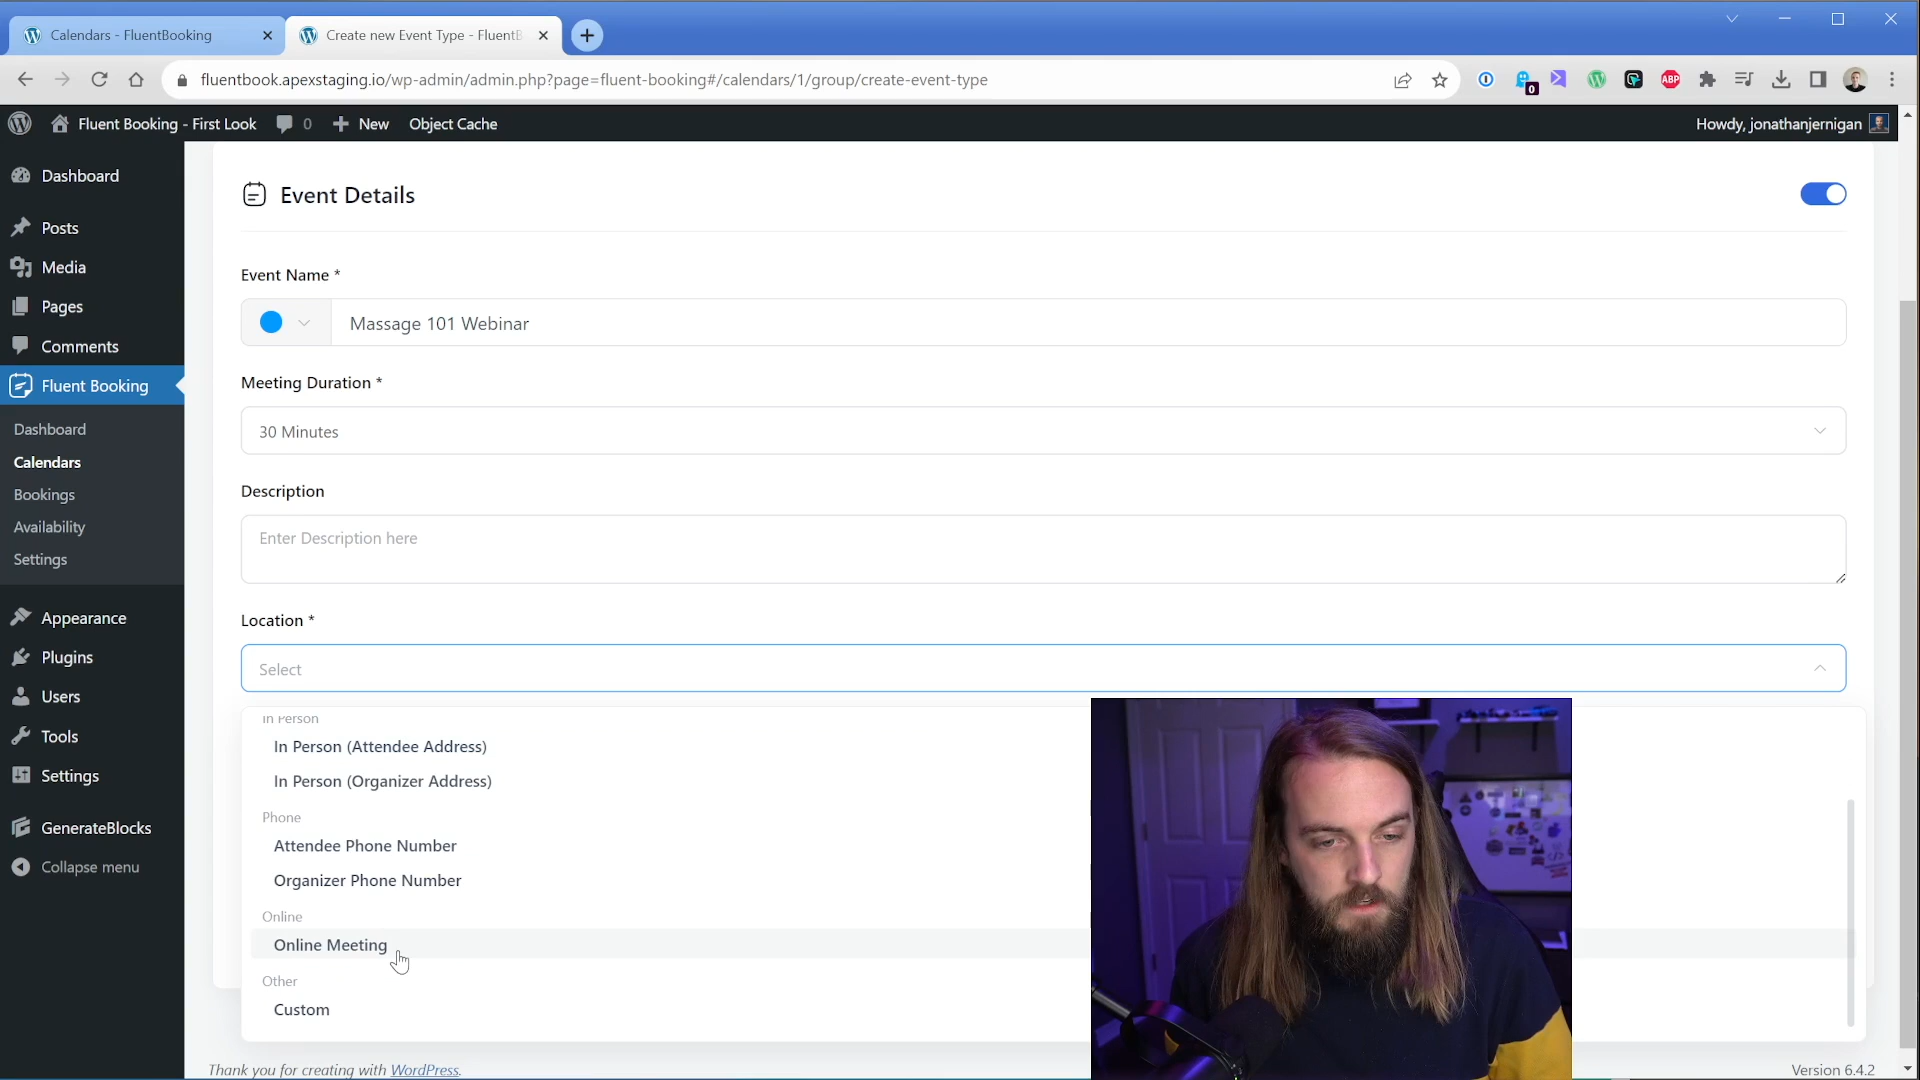 Calendars - FluentBooking
Create new Event Type - FluentB
fluentbook.apexstaging.io/wp-admin/admin.php?page=fluent-booking#/calendars/1/group/create-event-type
0
ABP
Fluent Booking - First Look
0
New
Object Cache
Howdy, jonathanjernigan
Dashboard
Posts
Media
Pages
Comments
Fluent Booking
Dashboard
Calendars
Bookings
Availability
Settings
Appearance
Plugins
Users
Tools
Settings
GenerateBlocks
Collapse menu
Event Details
Event Name *
Massage 101 Webinar
Meeting Duration *
30 Minutes
Description
Enter Description here
Location *
Select
In Person
In Person (Attendee Address)
In Person (Organizer Address)
Phone
Attendee Phone Number
Organizer Phone Number
Online
Online Meeting
Other
Custom
Thank you for creating with WordPress.
Version 6.4.2